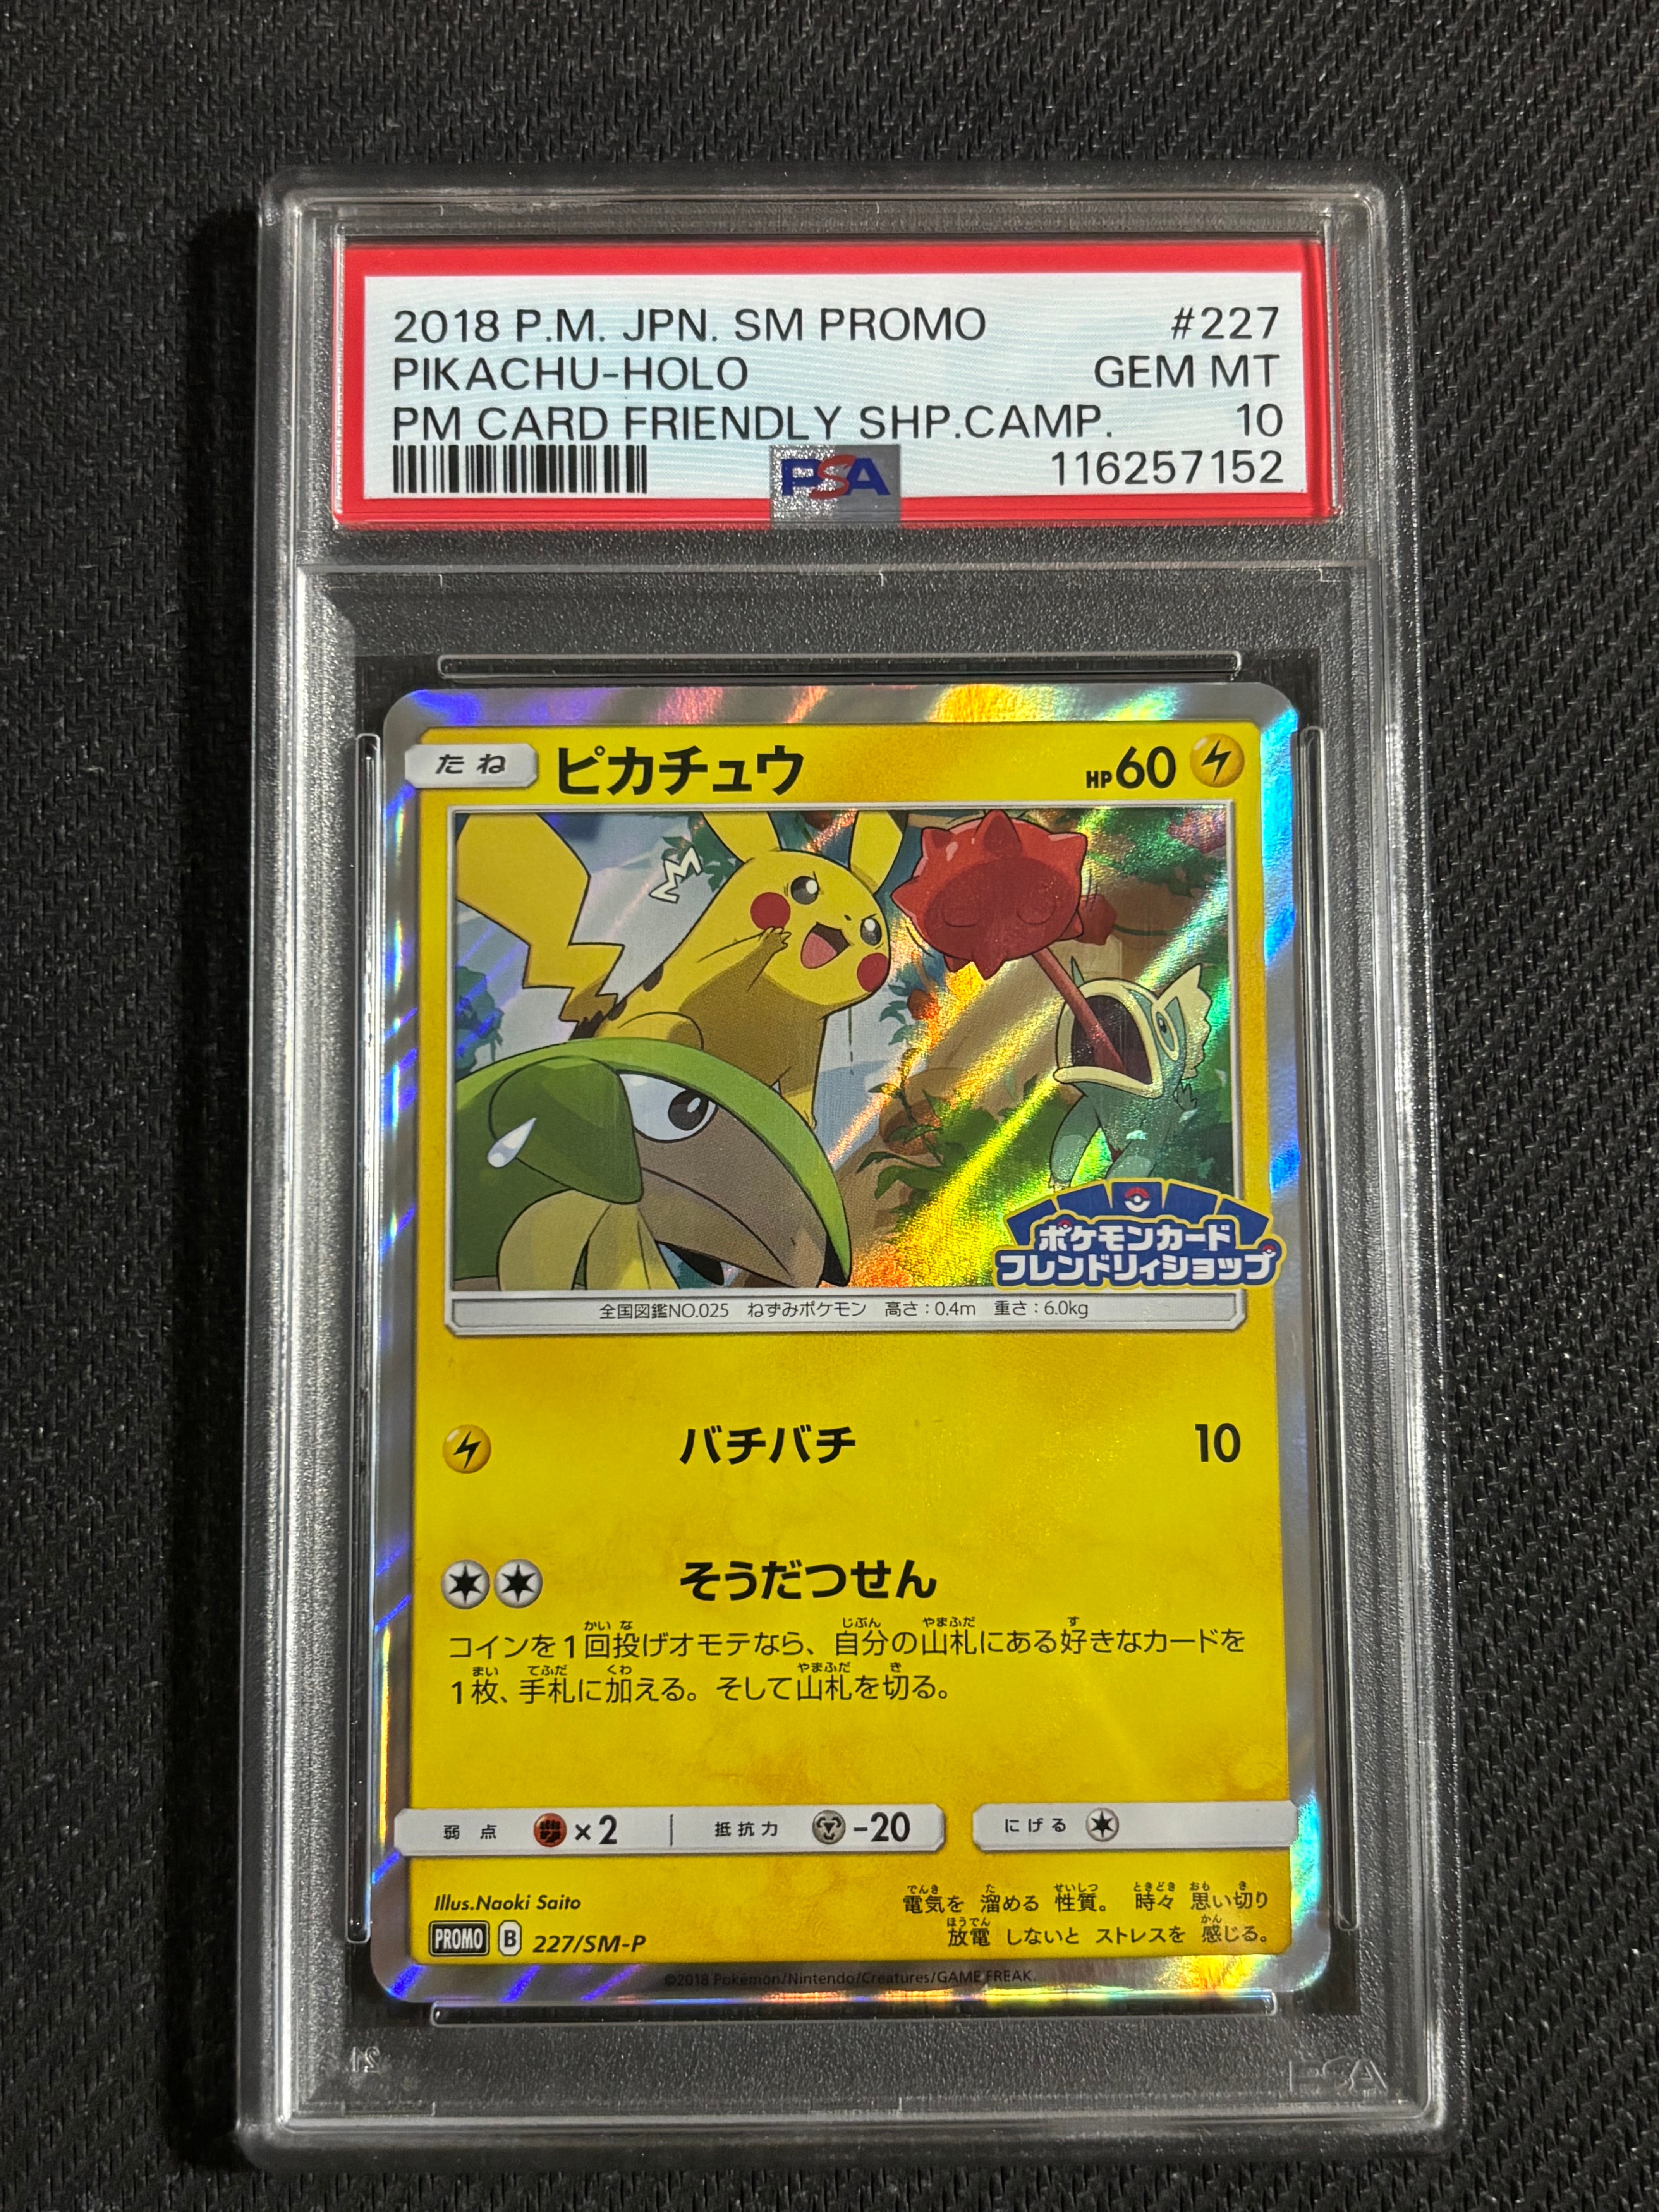 2018 P.M. JPN. SM PROMO #227
PIKACHU-HOLO GEM MT
PM CARD FRIENDLY SHP.CAMP. 10
PSA 116257152
たね ピカチュウ HP60
ポケモンカード
フレンドリィショップ
全国図鑑NO.025 ねずみポケモン 高さ：0.4m 重さ：6.0kg
バチバチ 10
そうだつせん
コインを1回投げオモテなら、自分の山札にある好きなカードを
1枚、手札に加える。そして山札を切る。
弱点 ×2 抵抗力 -20 にげる
Illus.Naoki Saito
電気を 溜める 性質。 時々 思い切り
放電 しないと ストレスを 感じる。
PROMO B 227/SM-P
©2018 Pokémon/Nintendo/Creatures/GAME FREAK.
PSA